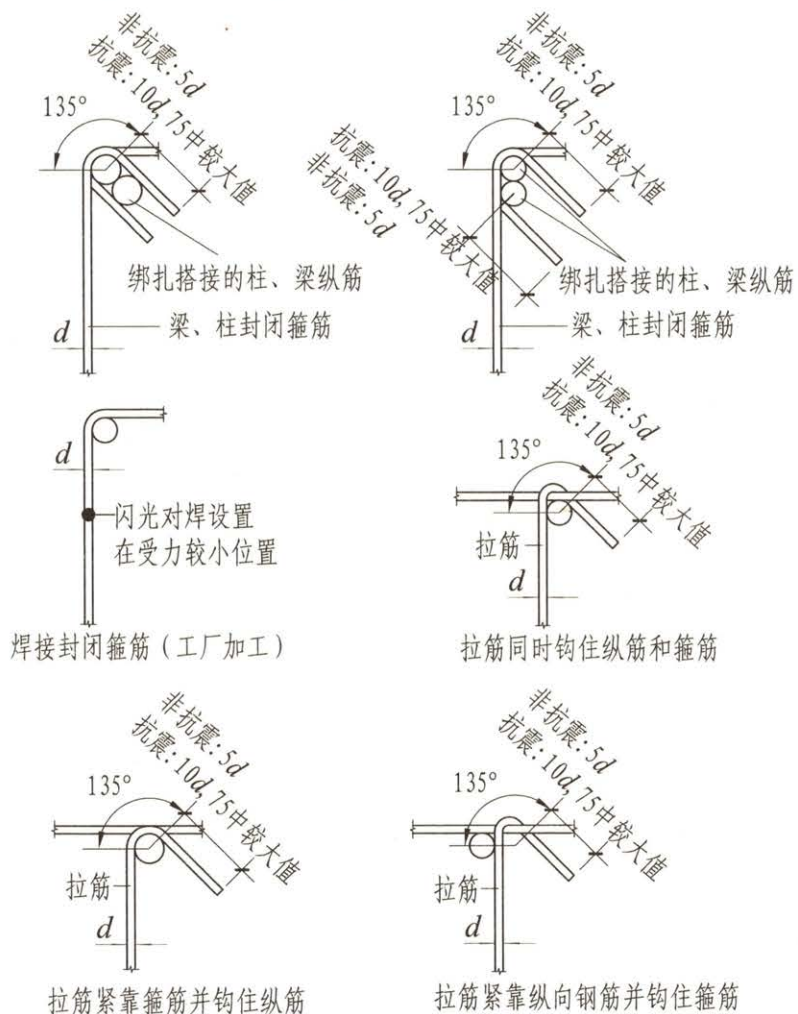 非抗震:5d
抗震:10d,75中较大值
135°
绑扎搭接的柱、梁纵筋
梁、柱封闭箍筋
d
非抗震:5d
抗震:10d,75中较大值
135°
抗震:10d,75中较大值
非抗震:5d
绑扎搭接的柱、梁纵筋
梁、柱封闭箍筋
d
d
闪光对焊设置
在受力较小位置
焊接封闭箍筋(工厂加工)
非抗震:5d
抗震:10d,75中较大值
135°
拉筋
d
拉筋同时钩住纵筋和箍筋
非抗震:5d
抗震:10d,75中较大值
135°
拉筋
d
拉筋紧靠箍筋并钩住纵筋
非抗震:5d
抗震:10d,75中较大值
135°
拉筋
d
拉筋紧靠纵向钢筋并钩住箍筋